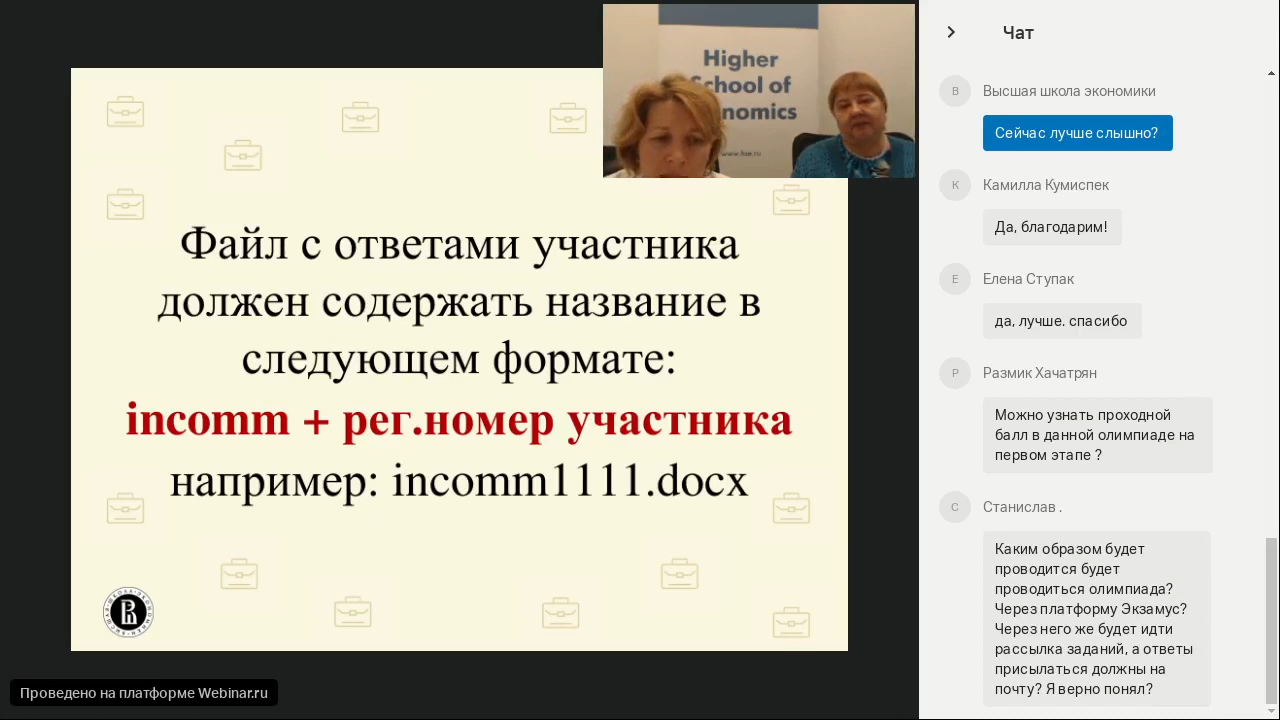 Higher
School of
Economics
www.hse.ru
Файл с ответами участника
должен содержать название в
следующем формате:
incomm + рег.номер участника
например: incomm1111.docx
Проведено на платформе Webinar.ru
Чат
В
Высшая школа экономики
Сейчас лучше слышно?
К
Камилла Кумиспек
Да, благодарим!
Е
Елена Ступак
да, лучше. спасибо
Р
Размик Хачатрян
Можно узнать проходной
балл в данной олимпиаде на
первом этапе ?
С
Станислав .
Каким образом будет
проводится будет
проводиться олимпиада?
Через платформу Экзамус?
Через него же будет идти
рассылка заданий, а ответы
присылаться должны на
почту? Я верно понял?